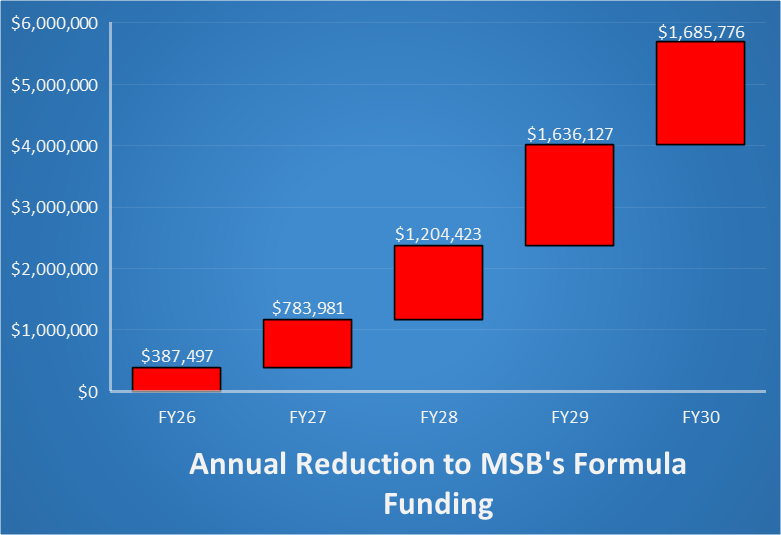 $6,000,000
$5,000,000
$4,000,000
$3,000,000
$2,000,000
$1,000,000
$0
$387,497
$783,981
$1,204,423
$1,636,127
$1,685,776
FY26
FY27
FY28
FY29
FY30
Annual Reduction to MSB's Formula
Funding